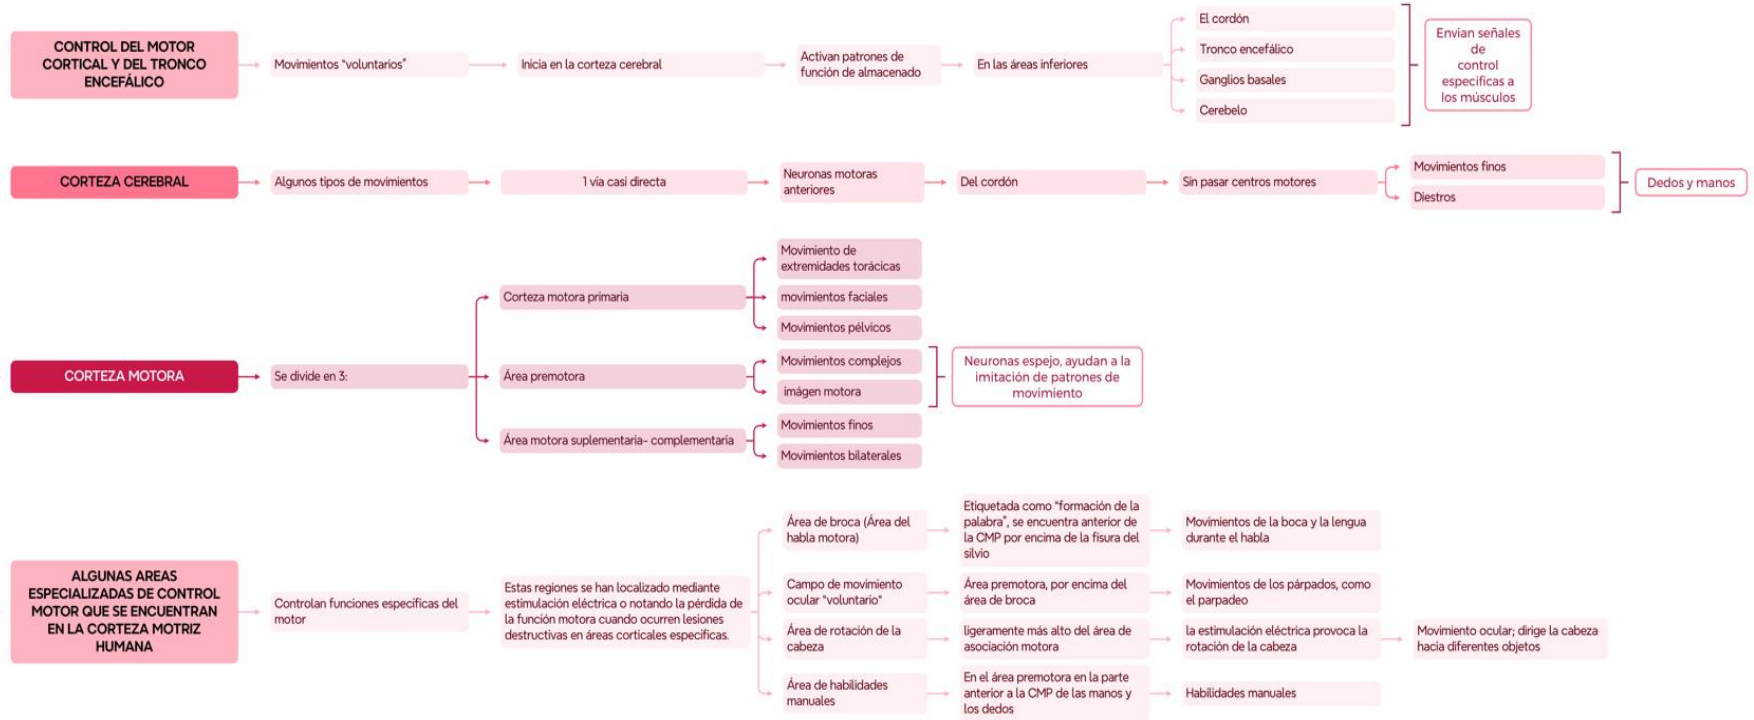 CONTROL DEL MOTOR
CORTICAL Y DEL TRONCO
ENCEFÁLICO
Movimientos "voluntarios"
Inicia en la corteza cerebral
Activan patrones de
función de almacenado
En las áreas inferiores
El cordón
Tronco encefálico
Ganglios basales
Cerebelo
Envian señales
de
control
especificas a
los músculos
CORTEZA CEREBRAL
Algunos tipos de movimientos
1 vía casi directa
Neuronas motoras
anteriores
Del cordón
Sin pasar centros motores
Movimientos finos
Diestros
Dedos y manos
CORTEZA MOTORA
Se divide en 3:
Corteza motora primaria
Movimiento de
extremidades torácicas
movimientos faciales
Movimientos pélvicos
Área premotora
Movimientos complejos
imágen motora
Neuronas espejo, ayudan a la
imitación de patrones de
movimiento
Área motora suplementaria- complementaria
Movimientos finos
Movimientos bilaterales
ALGUNAS AREAS
ESPECIALIZADAS DE CONTROL
MOTOR QUE SE ENCUENTRAN
EN LA CORTEZA MOTRIZ
HUMANA
Controlan funciones específicas del
motor
Estas regiones se han localizado mediante
estimulación eléctrica o notando la pérdida de
la función motora cuando ocurren lesiones
destructivas en áreas corticales específicas.
Área de broca (Área del
habla motora)
Etiquetada como "formación de la
palabra", se encuentra anterior de
la CMP por encima de la fisura del
silvio
Movimientos de la boca y la lengua
durante el habla
Campo de movimiento
ocular "voluntario"
Área premotora, por encima del
área de broca
Movimientos de los párpados, como
el parpadeo
Área de rotación de la
cabeza
ligeramente más alto del área de
asociación motora
la estimulación eléctrica provoca la
rotación de la cabeza
Movimiento ocular; dirige la cabeza
hacia diferentes objetos
Área de habilidades
manuales
En el área premotora en la parte
anterior a la CMP de las manos y
los dedos
Habilidades manuales